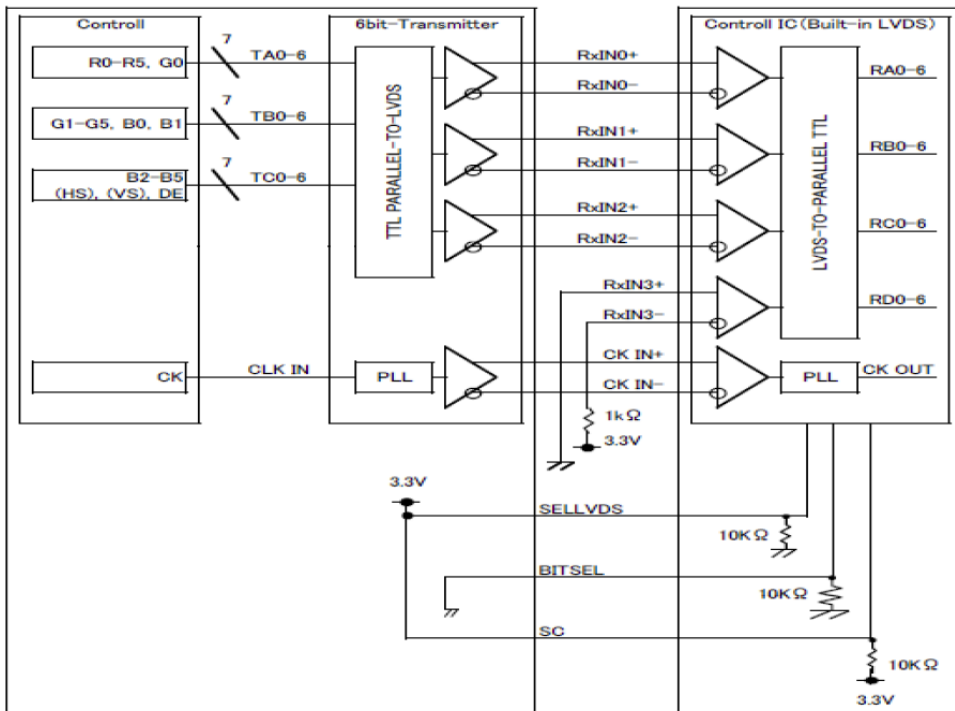 Controll
6bit-Transmitter
Controll IC(Built-in LVDS)
R0-R5, G0
7
TA0-6
RxIN0+
RxIN0-
RA0-6
G1-G5, B0, B1
7
TB0-6
RxIN1+
RxIN1-
RB0-6
B2-B5
(HS), (VS), DE
7
TC0-6
RxIN2+
RxIN2-
RC0-6
TTL PARALLEL-TO-LVDS
LVDS-TO-PARALLEL TTL
RxIN3+
RxIN3-
RD0-6
CK
CLK IN
PLL
CK IN+
CK IN-
PLL
CK OUT
1kΩ
3.3V
3.3V
SELLVDS
10KΩ
BITSEL
10KΩ
SC
10KΩ
3.3V